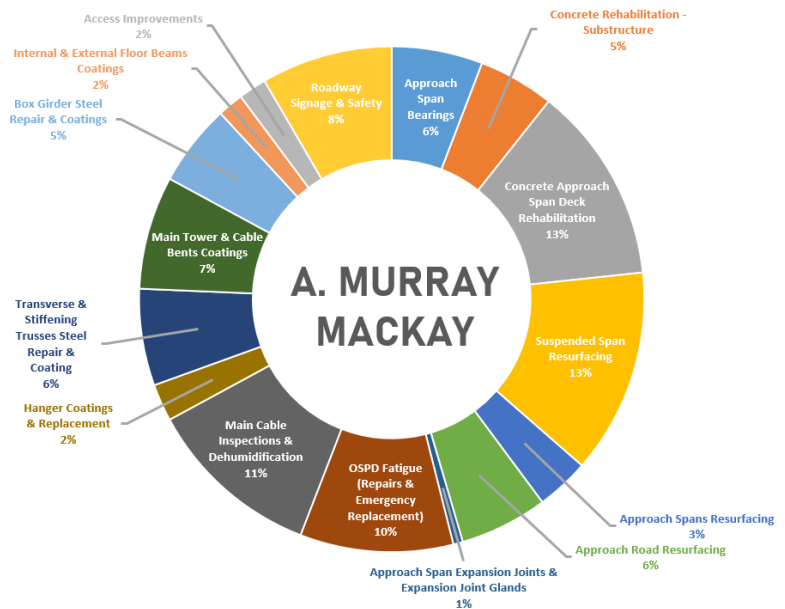 Access Improvements
2%
Concrete Rehabilitation -
Substructure
5%
Internal & External Floor Beams
Coatings
2%
Roadway
Signage & Safety
8%
Approach
Span
Bearings
6%
Box Girder Steel
Repair & Coatings
5%
Concrete Approach
Span Deck
Rehabilitation
13%
Main Tower & Cable
Bents Coatings
7%
A. MURRAY
MACKAY
Transverse &
Stiffening
Trusses Steel
Repair &
Coating
6%
Suspended Span
Resurfacing
13%
Hanger Coatings
& Replacement
2%
Main Cable
Inspections &
Dehumidification
11%
OSPD Fatigue
(Repairs &
Emergency
Replacement)
10%
Approach Spans Resurfacing
3%
Approach Road Resurfacing
6%
Approach Span Expansion Joints &
Expansion Joint Glands
1%